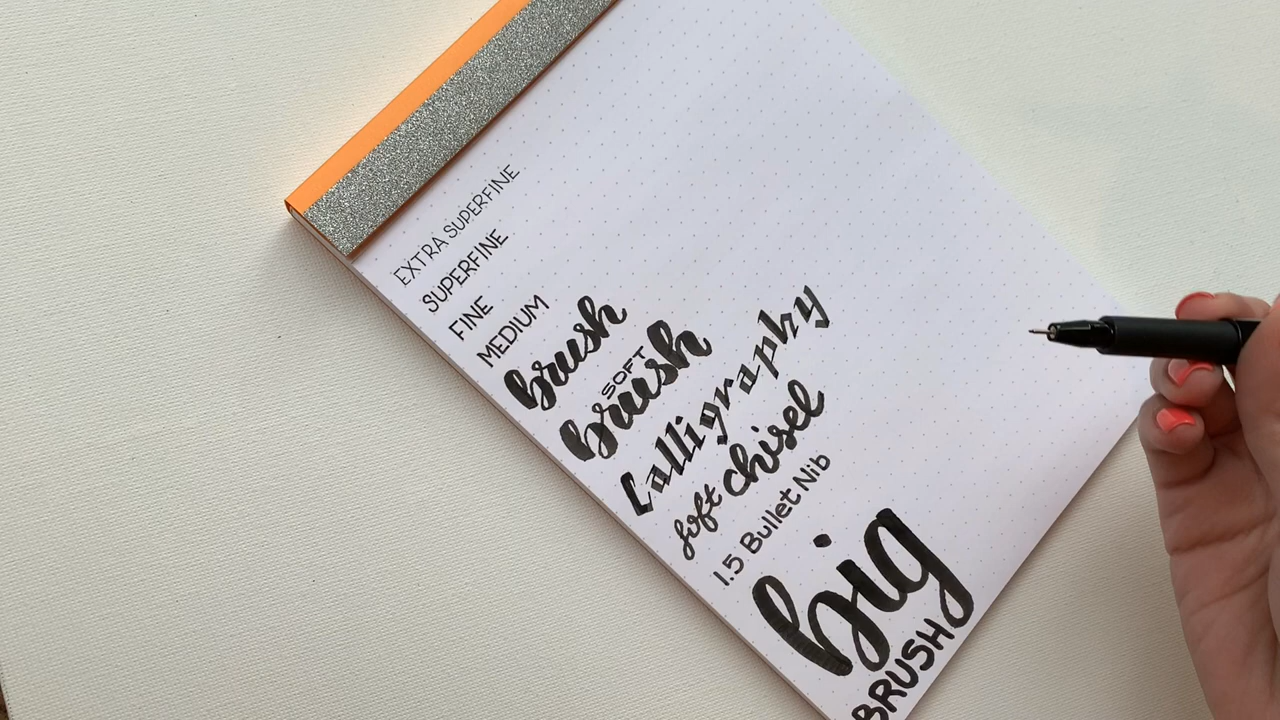 EXTRA SUPERFINE
SUPERFINE
FINE
MEDIUM
brush
SOFT
brush
Calligraphy
soft chisel
1.5 Bullet Nib
big
BRUSH